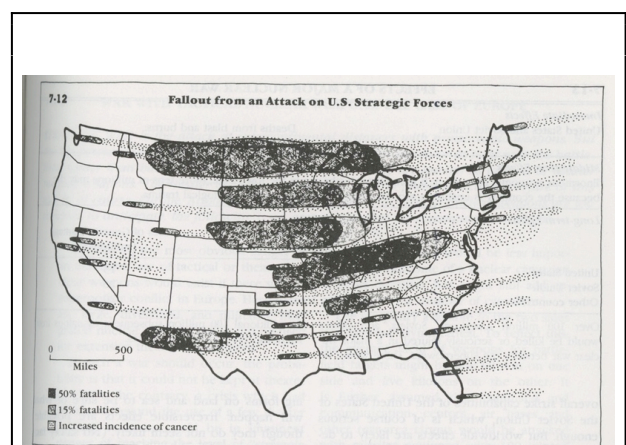 7-12
Fallout from an Attack on U.S. Strategic Forces
0 500
Miles
50% fatalities
15% fatalities
Increased incidence of cancer